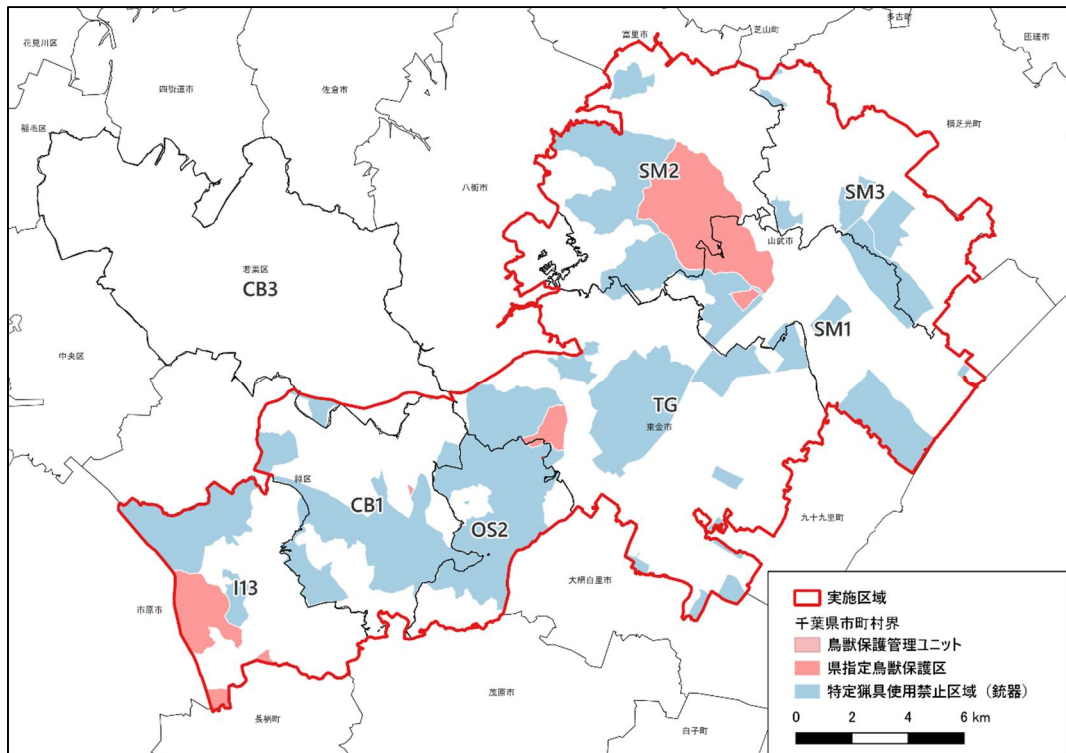 花見川区
四街道市
佐倉市
富里市
芝山町
多古町
匝瑳市
稲毛区
八街市
横芝光町
SM2
SM3
山武市
若葉区
CB3
中央区
SM1
TG
東金市
緑区
CB1
OS2
九十九里町
I13
大網白里市
市原市
茂原市
長柄町
白子町
実施区域
千葉県市町村界
鳥獣保護管理ユニット
県指定鳥獣保護区
特定猟具使用禁止区域（銃器）
0 2 4 6 km